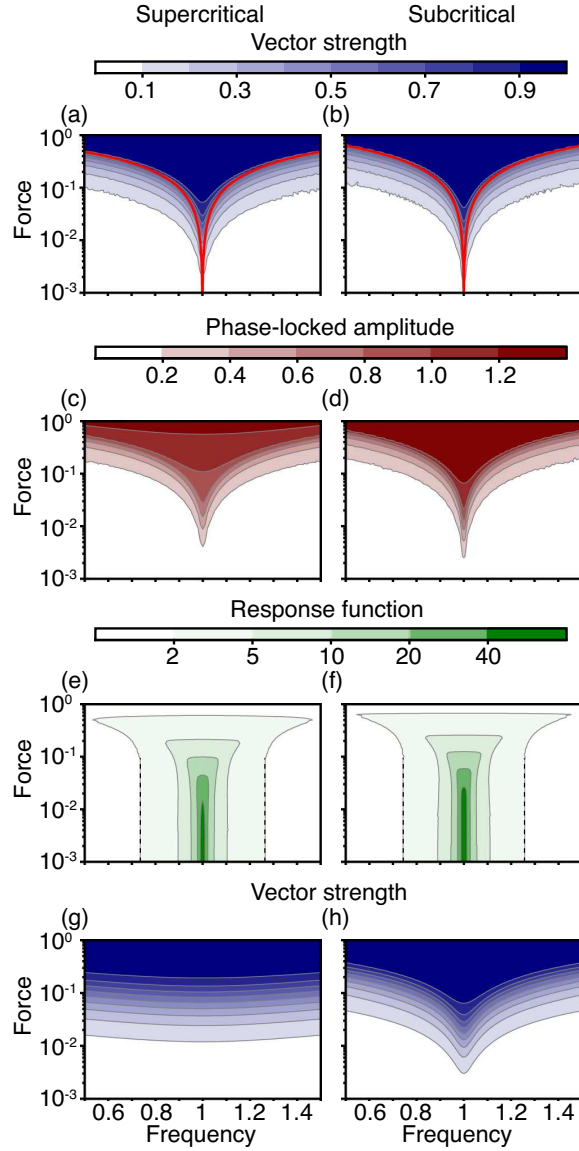 Supercritical Subcritical
Vector strength
0.1 0.3 0.5 0.7 0.9
(a) (b)
Force 10^0 10^-1 10^-2 10^-3
Phase-locked amplitude
0.2 0.4 0.6 0.8 1.0 1.2
(c) (d)
Force 10^0 10^-1 10^-2 10^-3
Response function
2 5 10 20 40
(e) (f)
Force 10^0 10^-1 10^-2 10^-3
Vector strength
(g) (h)
Force 10^0 10^-1 10^-2 10^-3
0.6 0.8 1 1.2 1.4 0.6 0.8 1 1.2 1.4
Frequency Frequency